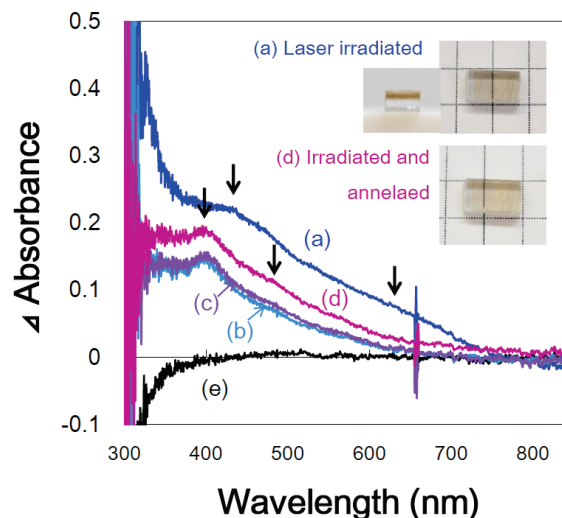 0.5
0.4
0.3
0.2
0.1
0
-0.1
⊿ Absorbance
(a) Laser irradiated
(d) Irradiated and
annelaed
(a)
(d)
(c)
(b)
(e)
300 400 500 600 700 800
Wavelength (nm)